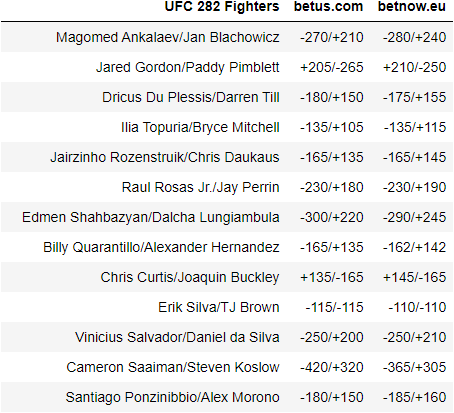 UFC 282 Fighters betus.com betnow.eu
Magomed Ankalaev/Jan Blachowicz -270/+210 -280/+240
Jared Gordon/Paddy Pimblett +205/-265 +210/-250
Dricus Du Plessis/Darren Till -180/+150 -175/+155
Ilia Topuria/Bryce Mitchell -135/+105 -135/+115
Jairzinho Rozenstruik/Chris Daukaus -165/+135 -165/+145
Raul Rosas Jr./Jay Perrin -230/+180 -230/+190
Edmen Shahbazyan/Dalcha Lungiambula -300/+220 -290/+245
Billy Quarantillo/Alexander Hernandez -165/+135 -162/+142
Chris Curtis/Joaquin Buckley +135/-165 +145/-165
Erik Silva/TJ Brown -115/-115 -110/-110
Vinicius Salvador/Daniel da Silva -250/+200 -250/+210
Cameron Saaiman/Steven Koslow -420/+320 -365/+305
Santiago Ponzinibbio/Alex Morono -180/+150 -185/+160